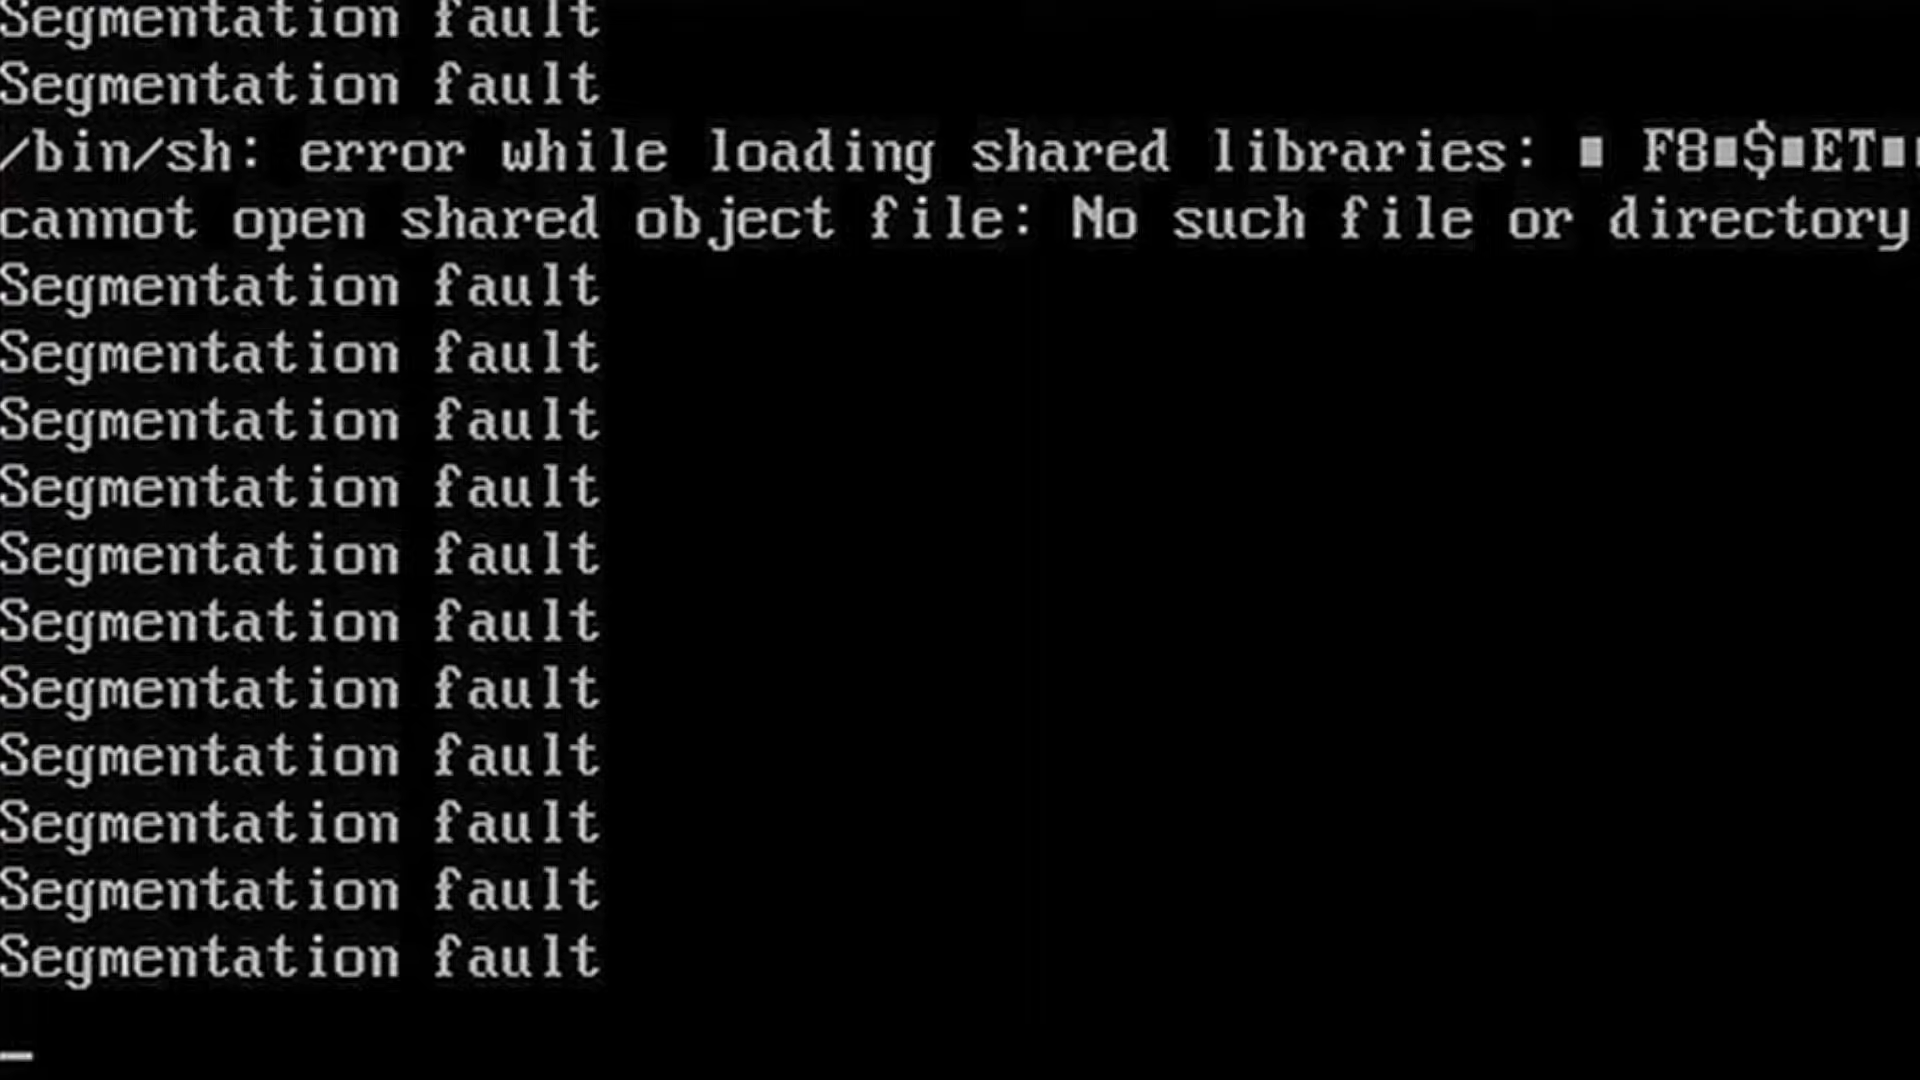 Segmentation fault
Segmentation fault
/bin/sh: error while loading shared libraries: ▪ F8▪$▪ET▪
cannot open shared object file: No such file or directory
Segmentation fault
Segmentation fault
Segmentation fault
Segmentation fault
Segmentation fault
Segmentation fault
Segmentation fault
Segmentation fault
Segmentation fault
Segmentation fault
Segmentation fault
_